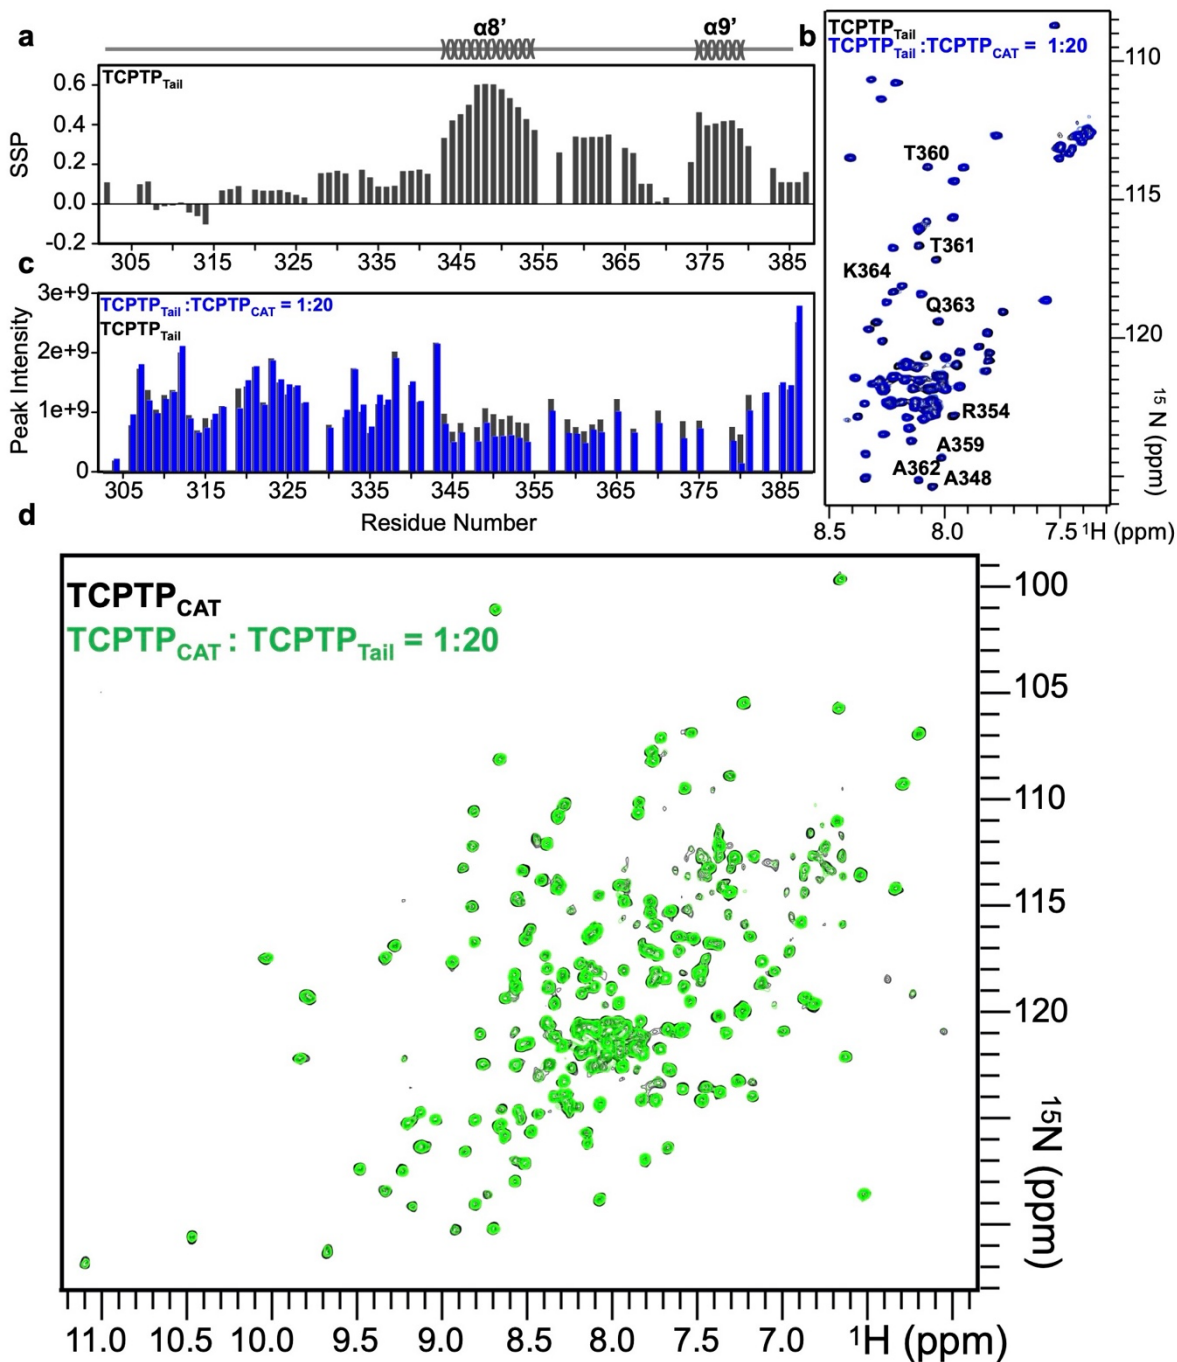 a
α8’
α9’
TCPTPTail
0.6
0.4
0.2
0.0
-0.2
SSP
305
315
325
335
345
355
365
375
385
b
TCPTPTail
TCPTPTail:TCPTPCAT = 1:20
110
115
120
T360
T361
K364
Q363
R354
A359
A362
A348
15 N (ppm)
8.5
8.0
7.5
1H (ppm)
c
3e+9
2e+9
1e+9
0
Peak Intensity
TCPTPTail:TCPTPCAT = 1:20
TCPTPTail
305
315
325
335
345
355
365
375
385
Residue Number
d
TCPTPCAT
TCPTPCAT : TCPTPTail = 1:20
100
105
110
115
120
15N (ppm)
11.0
10.5
10.0
9.5
9.0
8.5
8.0
7.5
7.0
1H (ppm)